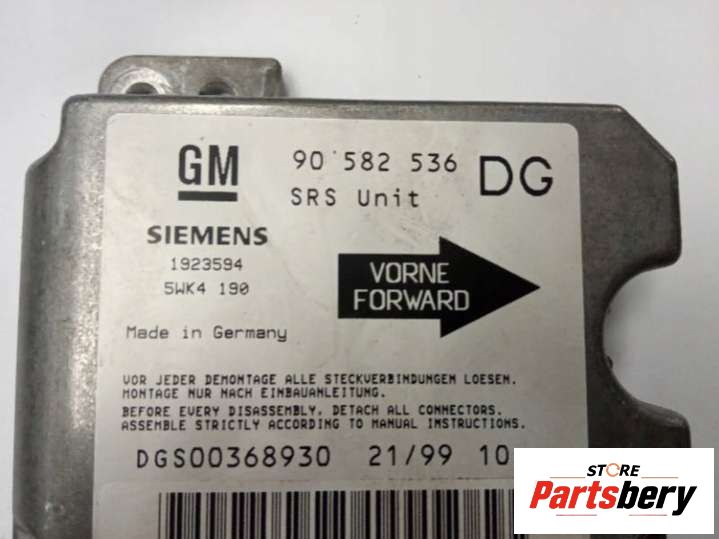 GM 90 582 536 DG
SRS Unit
SIEMENS
1923594
5WK4 190
VORNE
FORWARD
Made in Germany
VOR JEDER DEMONTAGE ALLE STECKVERBINDUNGEN LOESEN.
MONTAGE NUR NACH EINBAUANLEITUNG.
BEFORE EVERY DISASSEMBLY, DETACH ALL CONNECTORS.
ASSEMBLE STRICTLY ACCORDING TO MANUAL INSTRUCTIONS.
DGS00368930 21/99 10
STORE
Partsbery